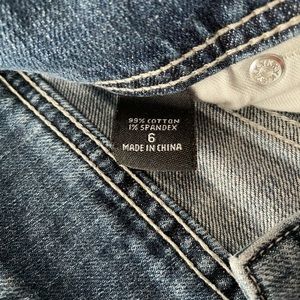 99% COTTON
1% SPANDEX
6
MADE IN CHINA